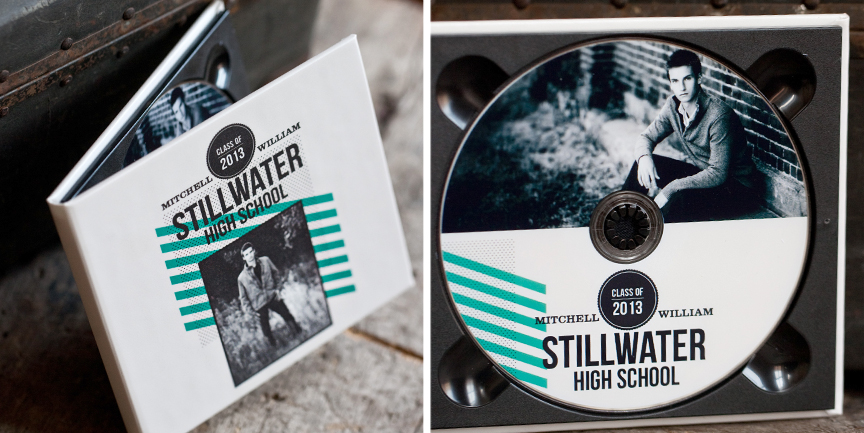 CLASS OF
2013
MITCHELL WILLIAM
STILLWATER
HIGH SCHOOL
CLASS OF
2013
MITCHELL WILLIAM
STILLWATER
HIGH SCHOOL